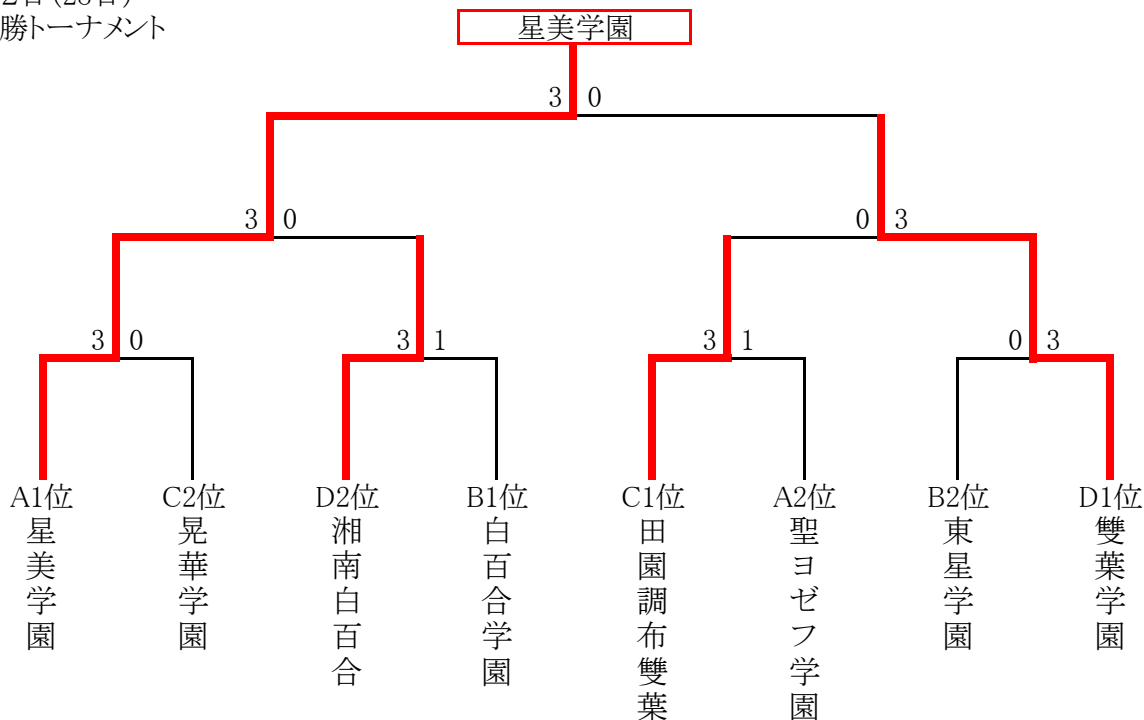 勝トーナメント
星美学園
3 0
3 0
0 3
3 0
3 1
3 1
0 3
A1位
星美学園
C2位
晃華学園
D2位
湘南白百合
B1位
白百合学園
C1位
田園調布雙葉
A2位
聖ヨゼフ学園
B2位
東星学園
D1位
雙葉学園